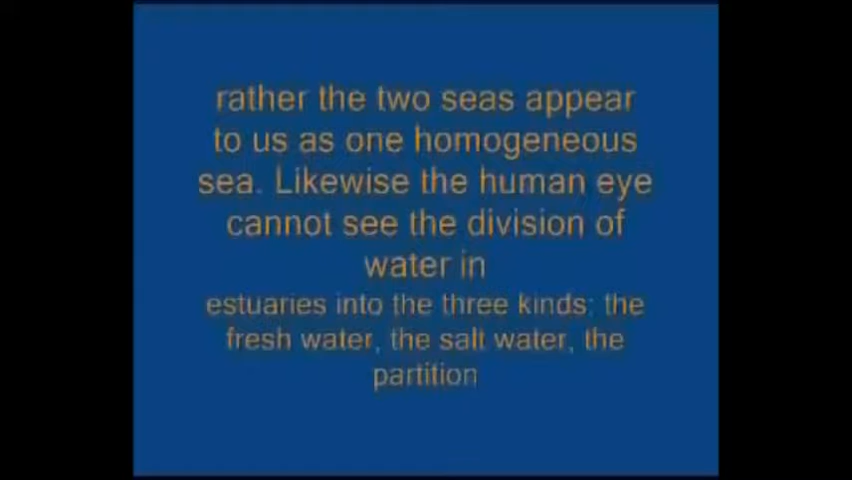 rather the two seas appear
to us as one homogeneous
sea. Likewise the human eye
cannot see the division of
water in
estuaries into the three kinds: the
fresh water, the salt water, the
partition